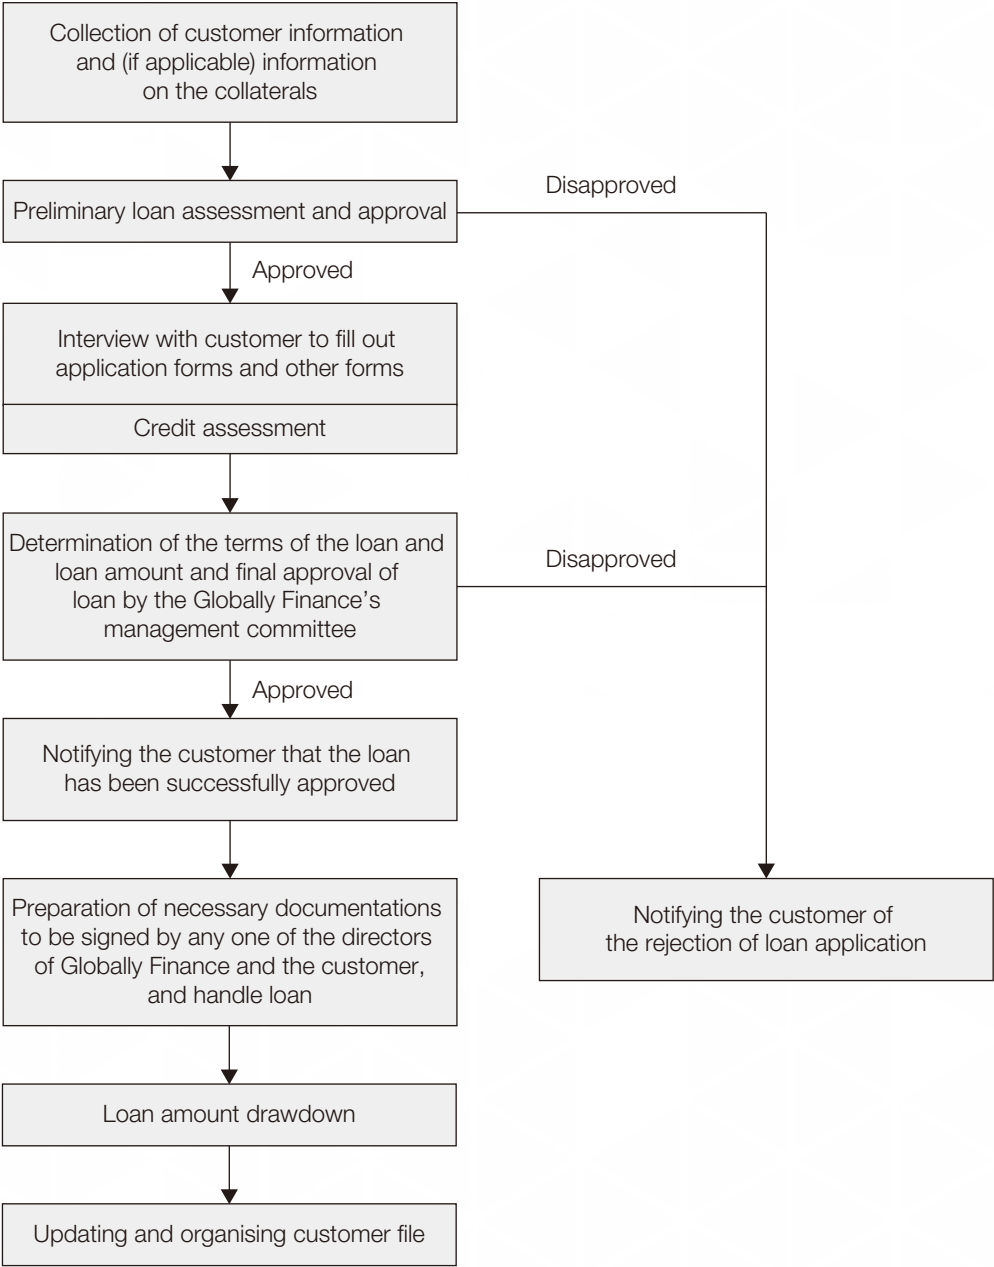 Collection of customer information
and (if applicable) information
on the collaterals
Preliminary loan assessment and approval
Disapproved
Approved
Interview with customer to fill out
application forms and other forms
Credit assessment
Determination of the terms of the loan and
loan amount and final approval of
loan by the Globally Finance's
management committee
Disapproved
Approved
Notifying the customer that the loan
has been successfully approved
Preparation of necessary documentations
to be signed by any one of the directors
of Globally Finance and the customer,
and handle loan
Notifying the customer of
the rejection of loan application
Loan amount drawdown
Updating and organising customer file